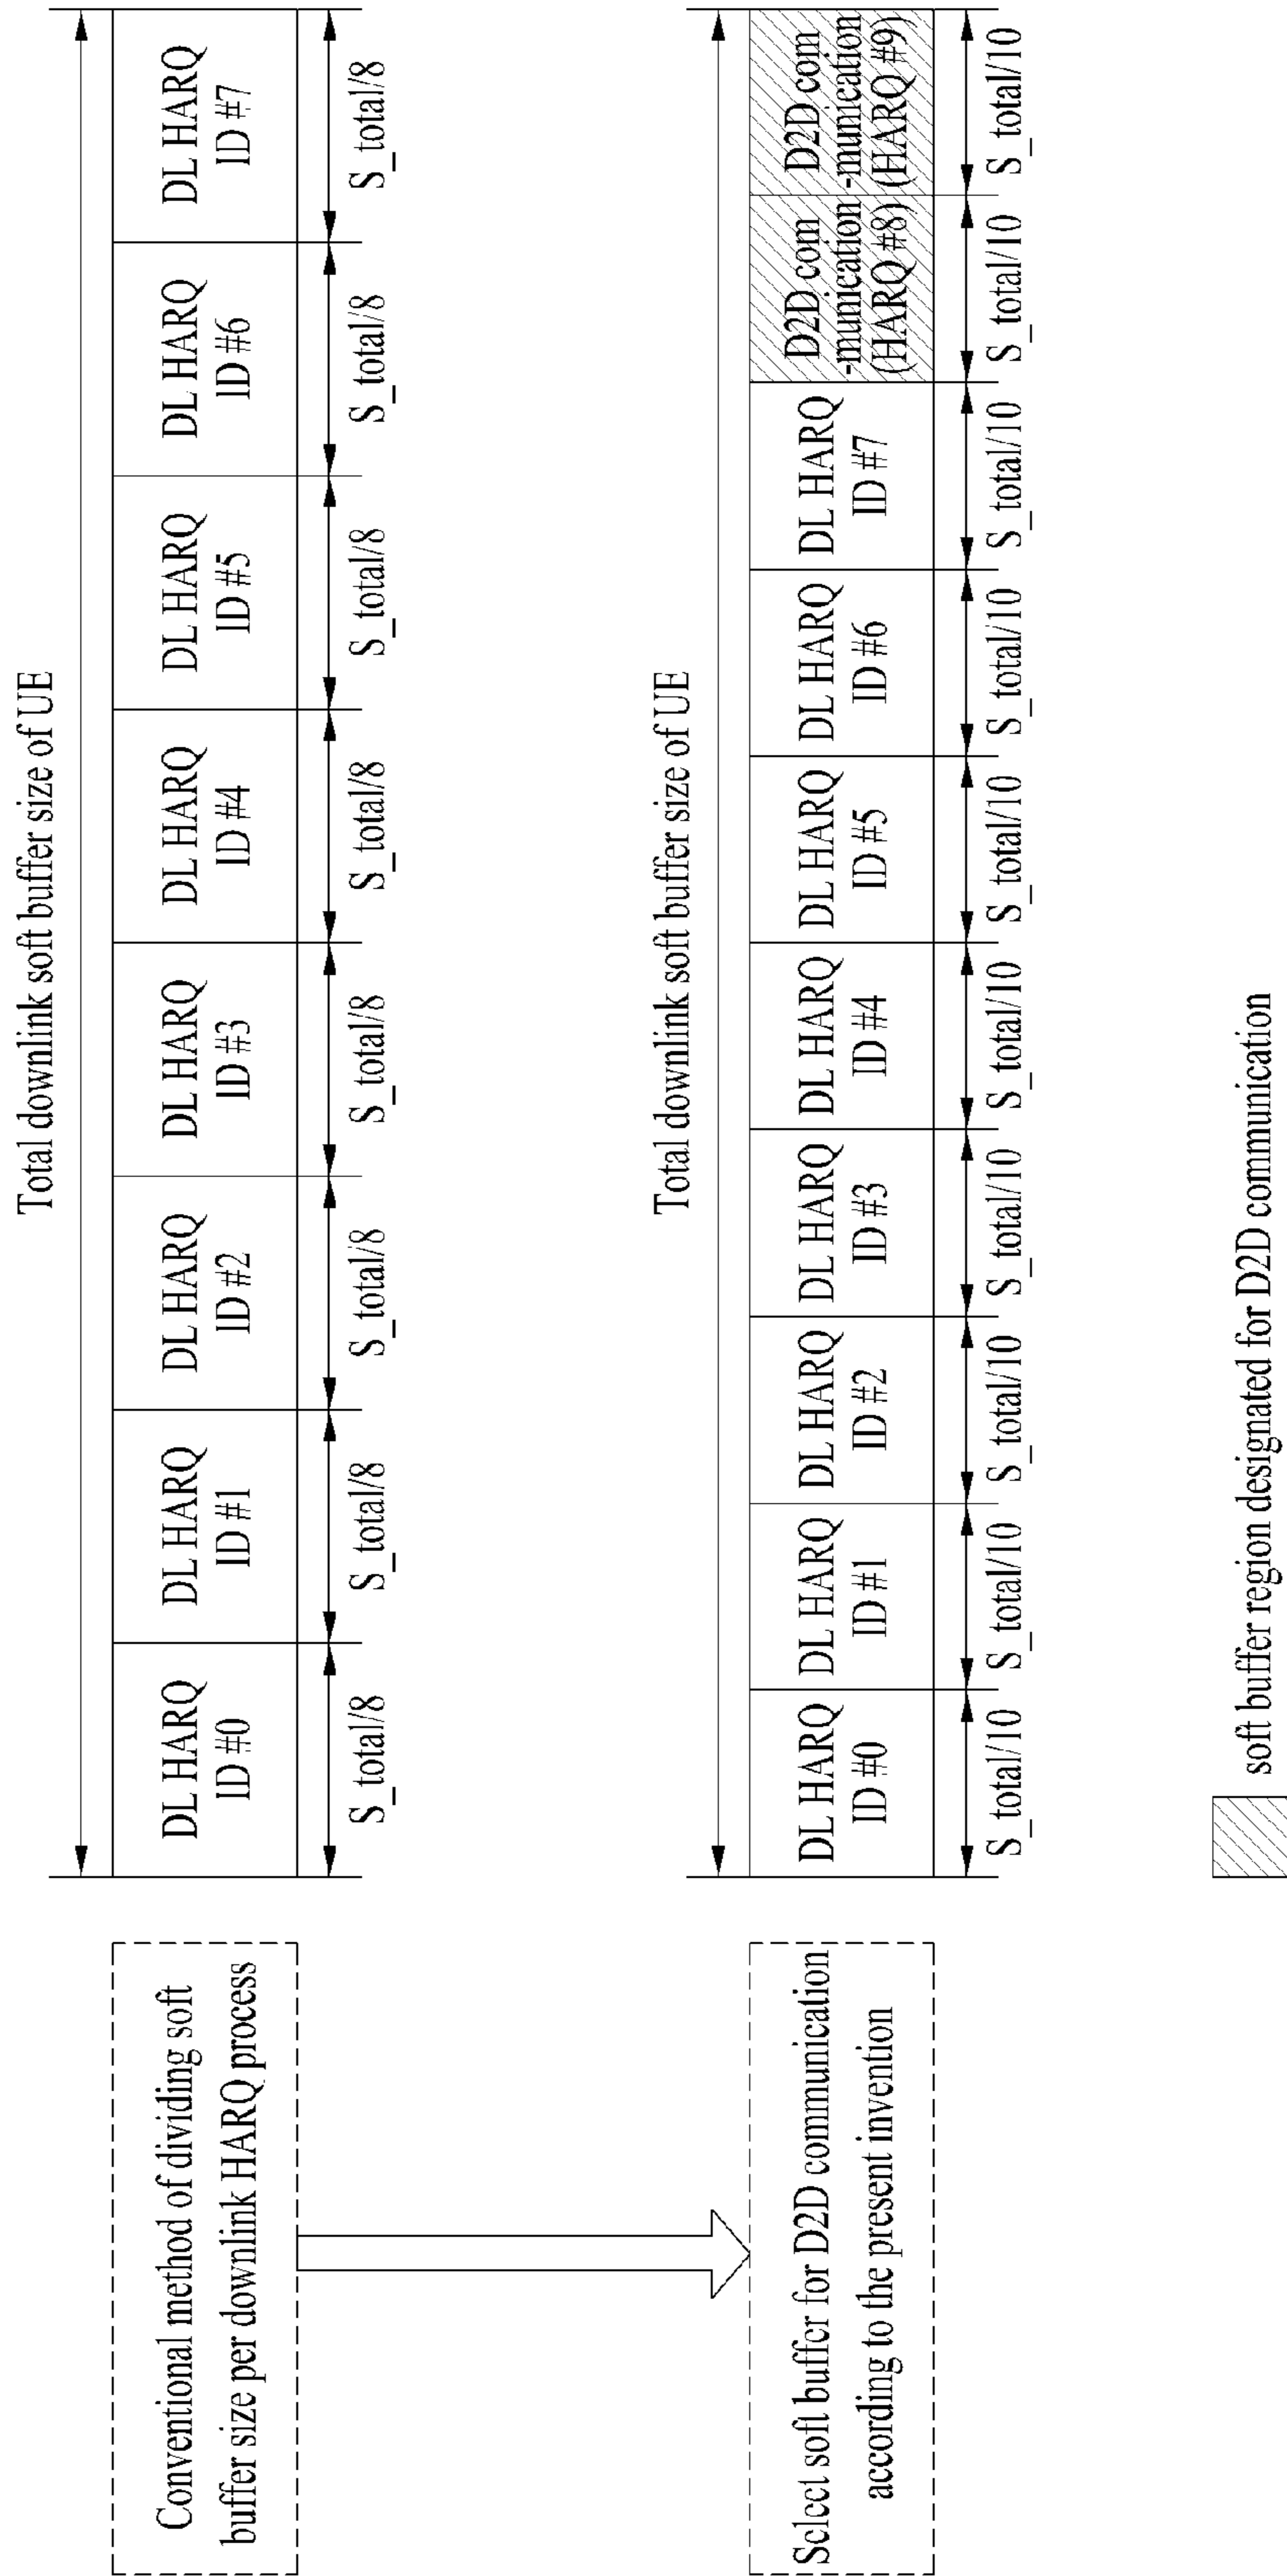 Conventional method of dividing soft
buffer size per downlink HARQ process
Total downlink soft buffer size of UE
DL HARQ
ID #0
DL HARQ
ID #1
DL HARQ
ID #2
DL HARQ
ID #3
DL HARQ
ID #4
DL HARQ
ID #5
DL HARQ
ID #6
DL HARQ
ID #7
S_total/8
S_total/8
S_total/8
S_total/8
S_total/8
S_total/8
S_total/8
S_total/8
Select soft buffer for D2D communication
according to the present invention
Total downlink soft buffer size of UE
DL HARQ
ID #0
DL HARQ
ID #1
DL HARQ
ID #2
DL HARQ
ID #3
DL HARQ
ID #4
DL HARQ
ID #5
DL HARQ
ID #6
DL HARQ
ID #7
D2D com
-munication
(HARQ #8)
D2D com
-munication
(HARQ #9)
S_total/10
S_total/10
S_total/10
S_total/10
S_total/10
S_total/10
S_total/10
S_total/10
S_total/10
S_total/10
soft buffer region designated for D2D communication